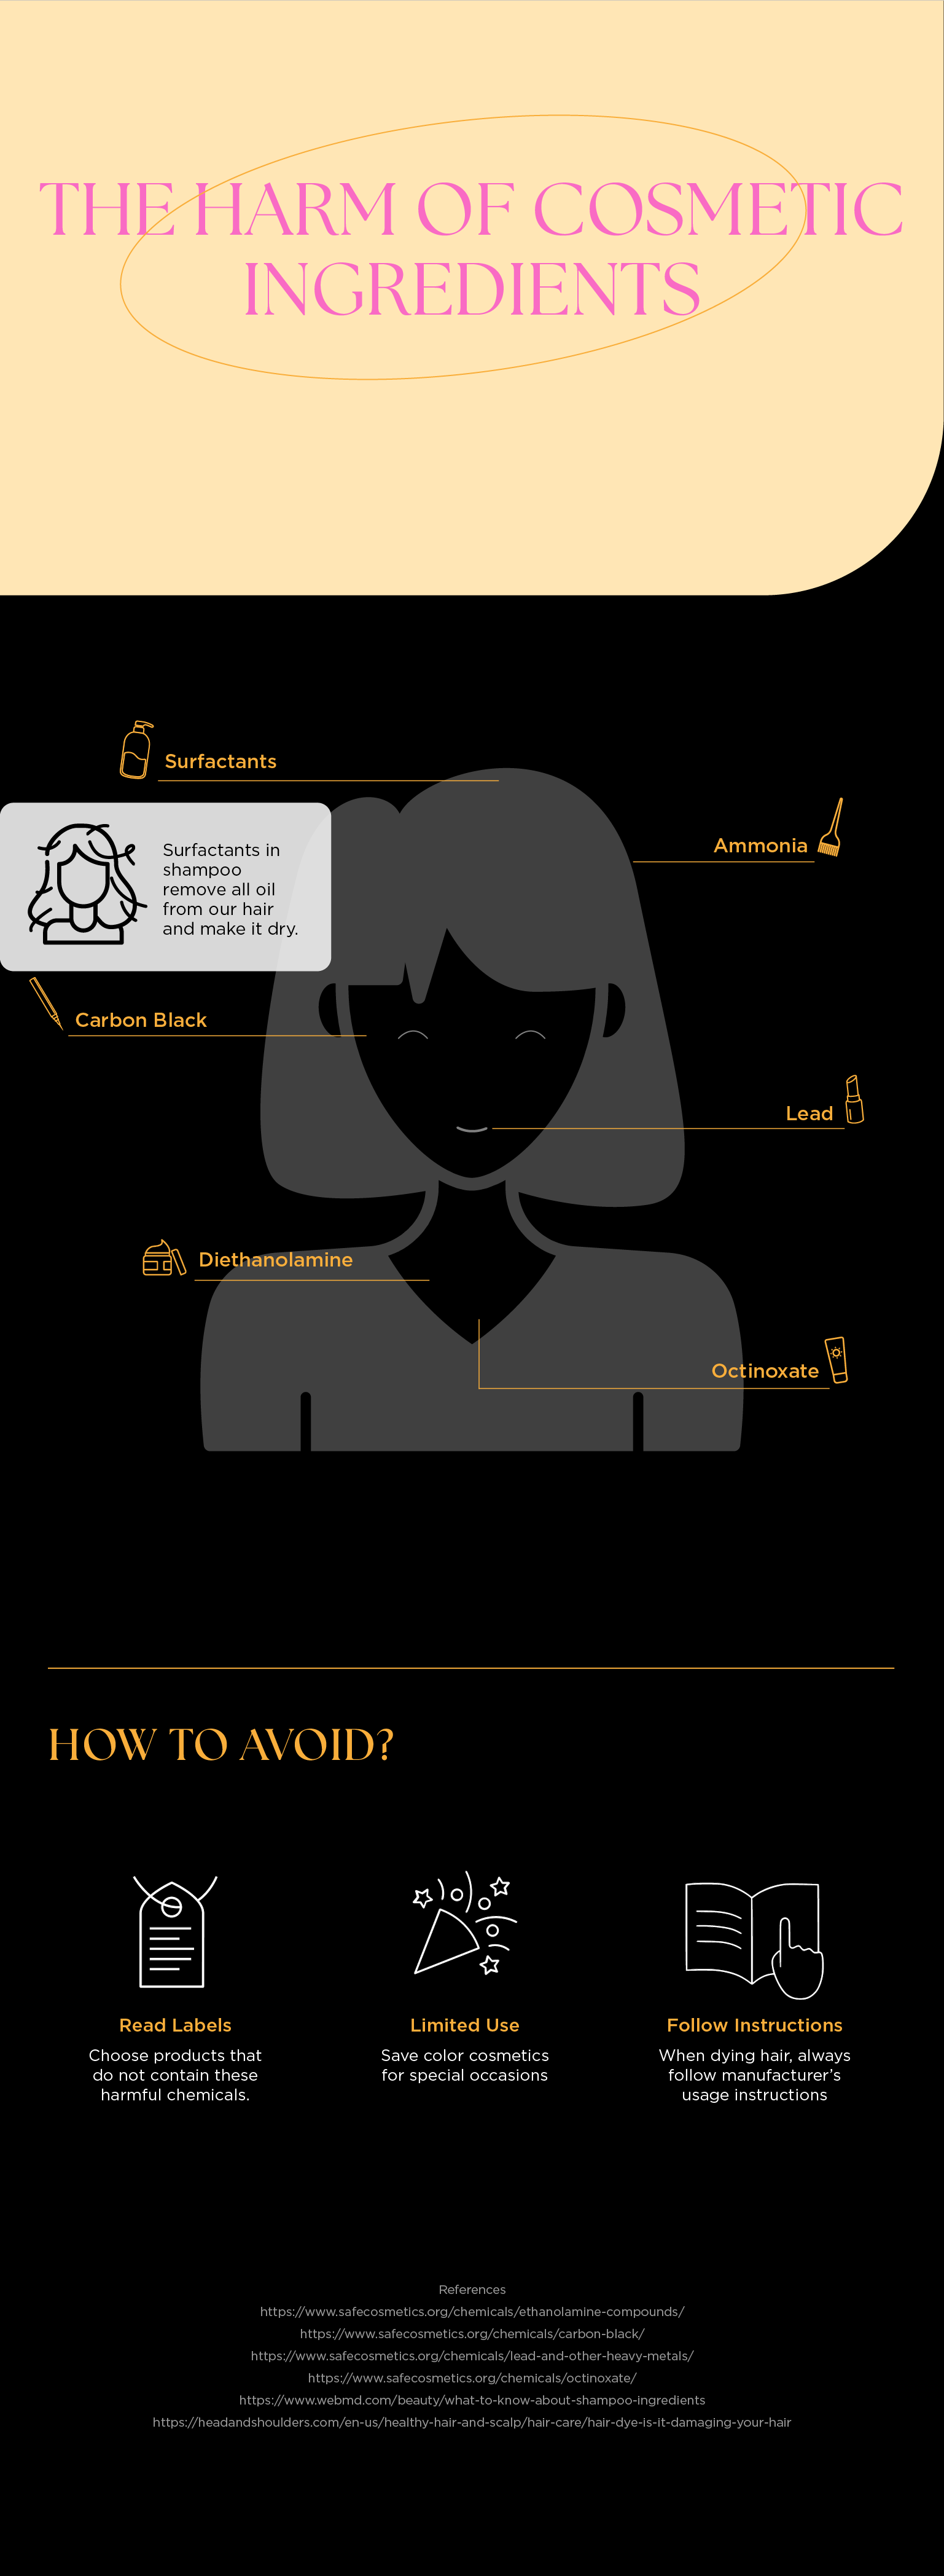 THE HARM OF COSMETIC
INGREDIENTS
Surfactants
Ammonia
Surfactants in
shampoo
remove all oil
from our hair
and make it dry.
Carbon Black
Lead
Diethanolamine
Octinoxate
HOW TO AVOID?
Read Labels
Choose products that
do not contain these
harmful chemicals.
Limited Use
Save color cosmetics
for special occasions
Follow Instructions
When dying hair, always
follow manufacturer’s
usage instructions
References
https://www.safecosmetics.org/chemicals/ethanolamine-compounds/
https://www.safecosmetics.org/chemicals/carbon-black/
https://www.safecosmetics.org/chemicals/lead-and-other-heavy-metals/
https://www.safecosmetics.org/chemicals/octinoxate/
https://www.webmd.com/beauty/what-to-know-about-shampoo-ingredients
https://headandshoulders.com/en-us/healthy-hair-and-scalp/hair-care/hair-dye-is-it-damaging-your-hair